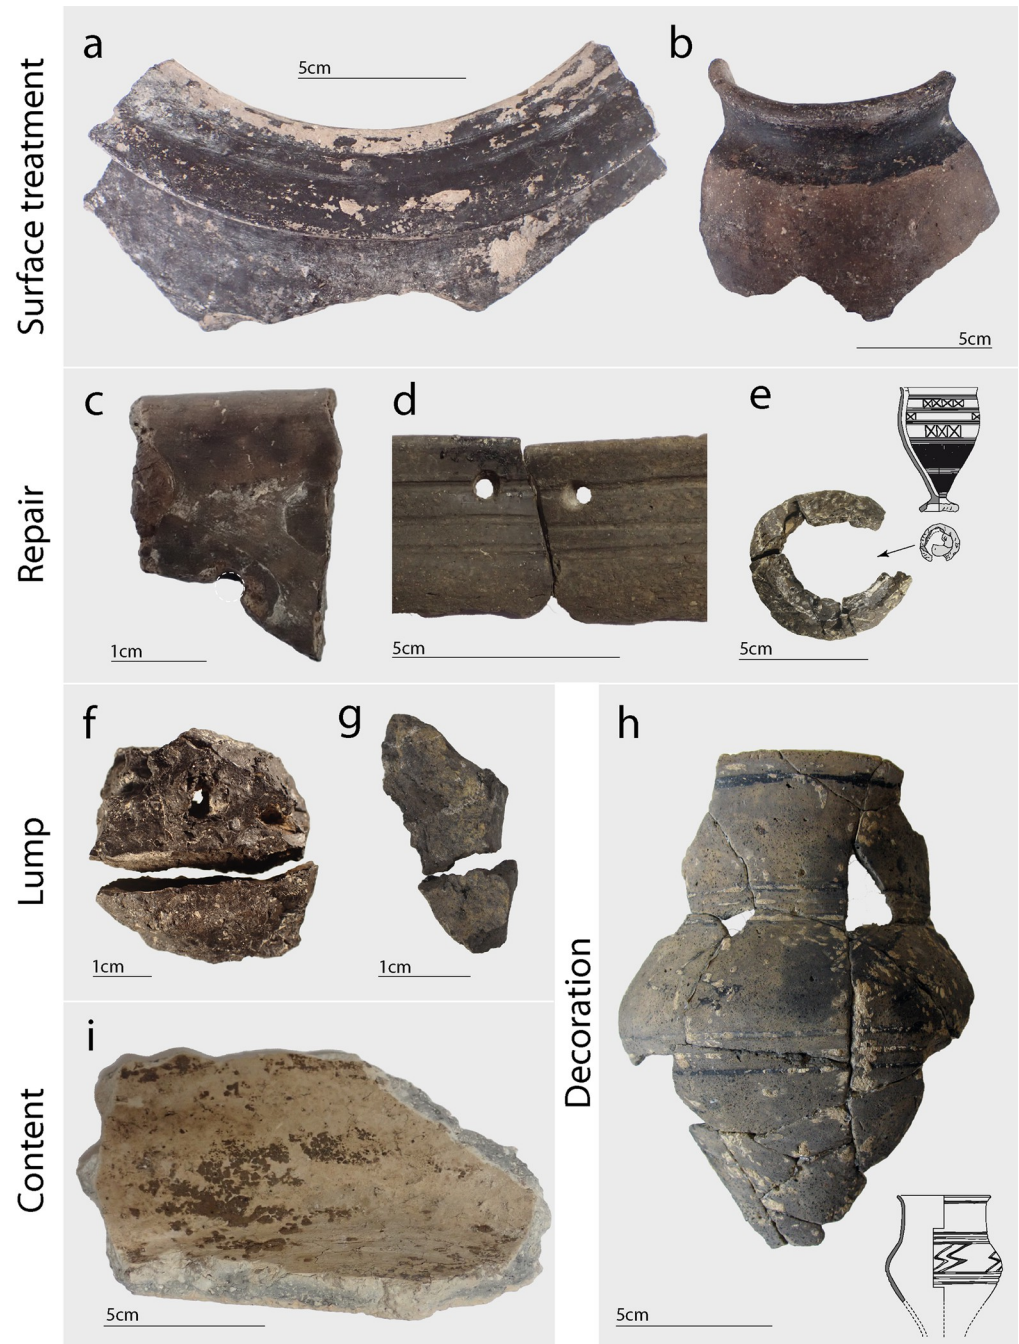 Surface treatment
a
5cm
b
5cm
Repair
c
1cm
d
5cm
e
5cm
Lump
f
1cm
g
1cm
Decoration
h
5cm
Content
i
5cm